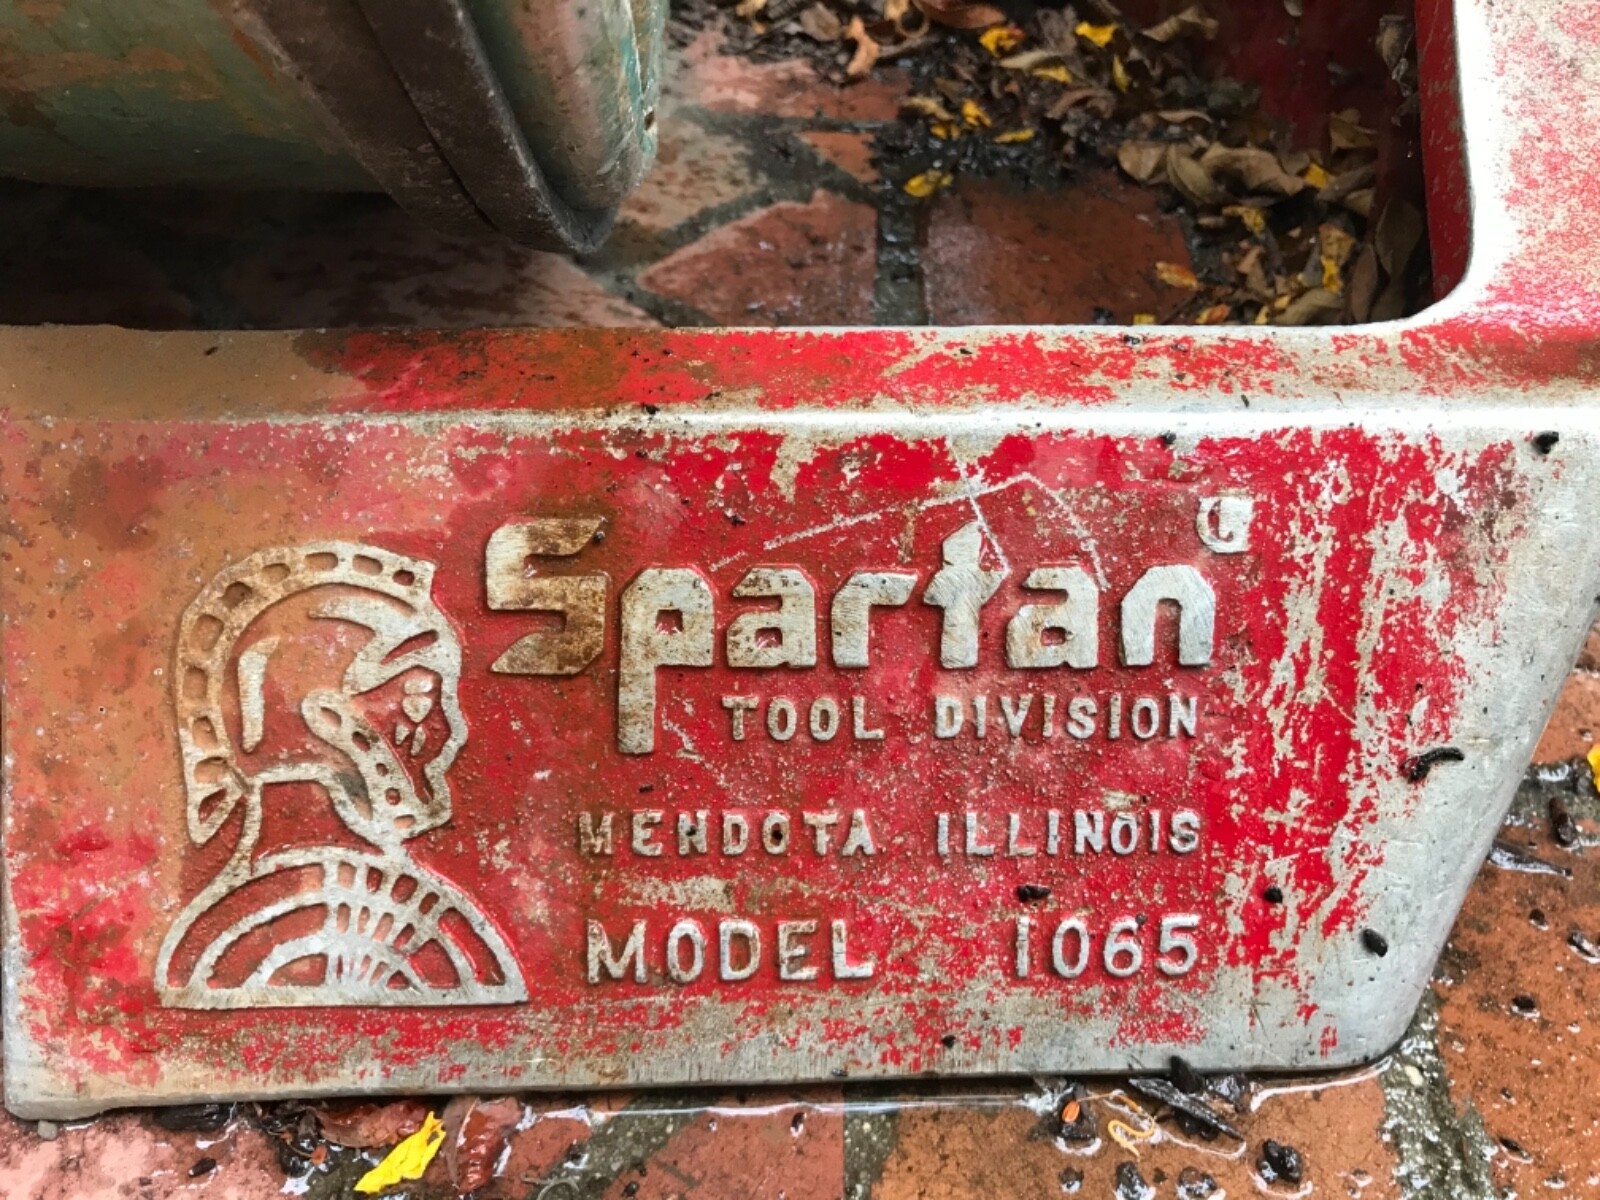 Spartan
TOOL DIVISION
MENDOTA ILLINOIS
MODEL 1065